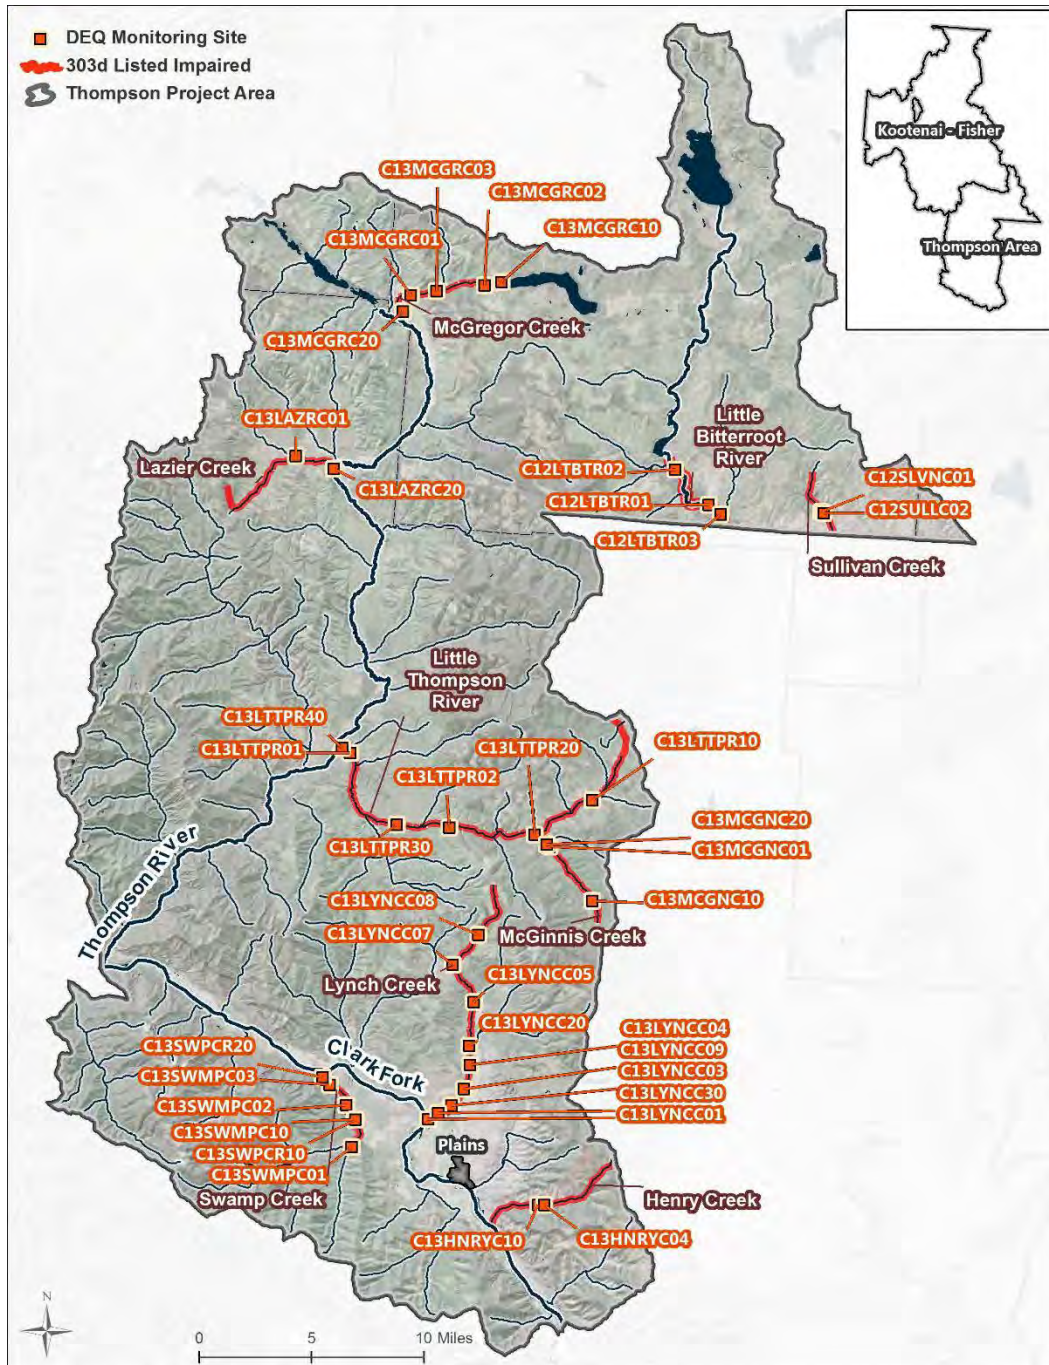 DEQ Monitoring Site
303d Listed Impaired
Thompson Project Area
Kootenai - Fisher
Thompson Area
C13MCGRC03
C13MCGRC02
C13MCGRC01
C13MCGRC10
McGregor Creek
C13MCGRC20
C13LAZRC01
Lazier Creek
C13LAZRC20
Little
Bitterroot
River
C12LTBTR02
C12LTBTR01
C12LTBTR03
C12SLVNC01
C12SULLC02
Sullivan Creek
Little
Thompson
River
C13LTTPR40
C13LTTPR01
C13LTTPR20
C13LTTPR10
C13LTTPR02
C13LTTPR30
C13MCGNC20
C13MCGNC01
C13MCGNC10
McGinnis Creek
Thompson River
C13LYNCC08
C13LYNCC07
Lynch Creek
C13LYNCC05
C13LYNCC20
C13LYNCC04
C13LYNCC09
C13LYNCC03
C13LYNCC30
C13LYNCC01
Clark Fork
C13SWPCR20
C13SWMPC03
C13SWMPC02
C13SWMPC10
C13SWPCR10
C13SWMPC01
Swamp Creek
Plains
Henry Creek
C13HNRYC10
C13HNRYC04
N
0 5 10 Miles